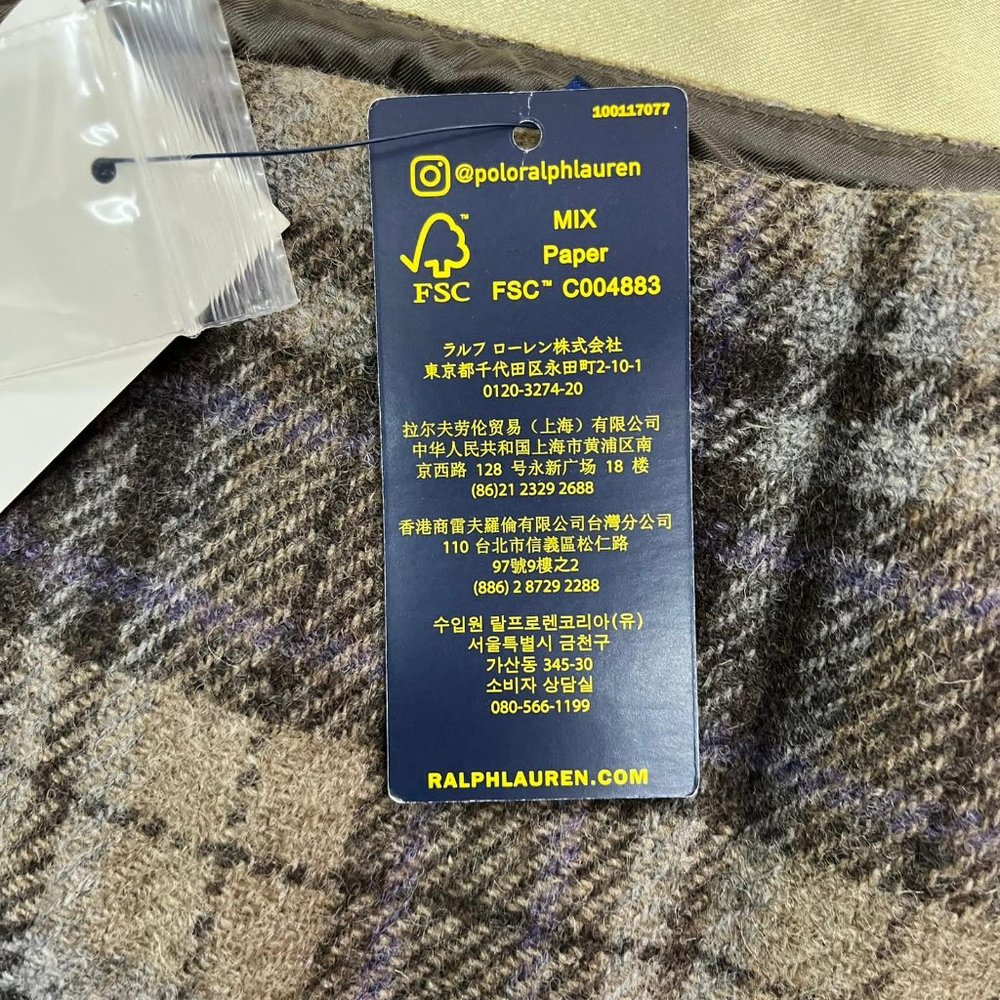 100117077
@poloralphlauren
MIX
Paper
FSC™ C004883
FSC
ラルフ ローレン株式会社
東京都千代田区永田町2-10-1
0120-3274-20
拉尔夫劳伦贸易（上海）有限公司
中华人民共和国上海市黄浦区南
京西路 128 号永新广场 18 楼
(86)21 2329 2688
香港商雷夫羅倫有限公司台灣分公司
110 台北市信義區松仁路
97號9樓之2
(886) 2 8729 2288
수입원 랄프로렌코리아(유)
서울특별시 금천구
가산동 345-30
소비자 상담실
080-566-1199
RALPHLAUREN.COM